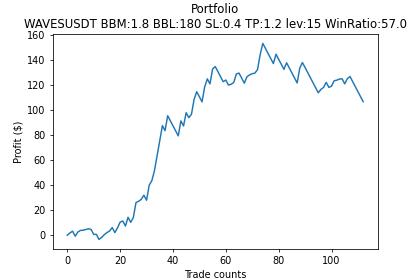 Portfolio
WAVESUSDT BBM:1.8 BBL:180 SL:0.4 TP:1.2 lev:15 WinRatio:57.0
160
140
120
100
80
60
40
20
0
Profit ($)
0 20 40 60 80 100
Trade counts